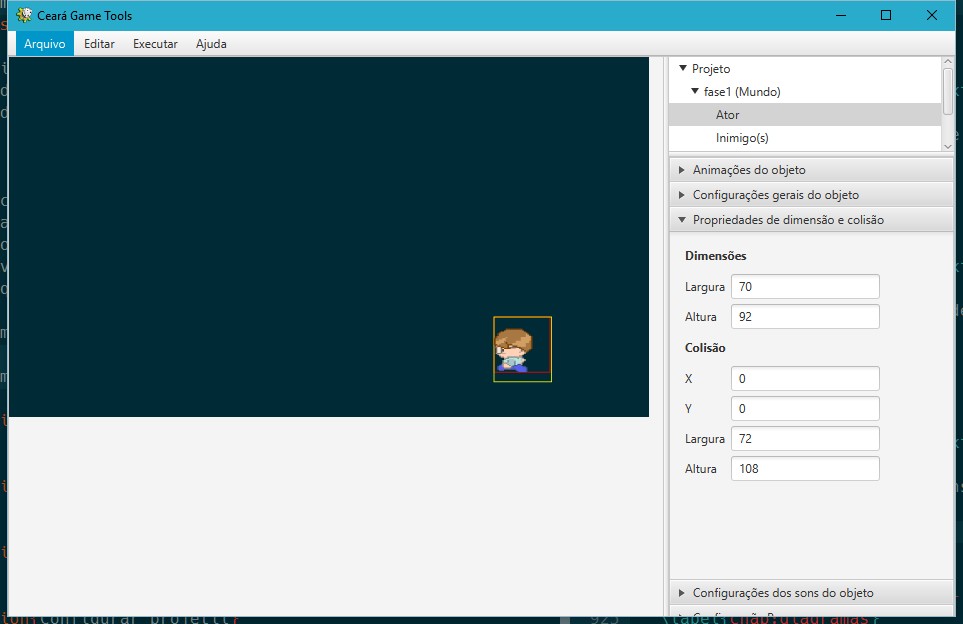 Ceará Game Tools
Arquivo Editar Executar Ajuda
Projeto
fase1 (Mundo)
Ator
Inimigo(s)
Animações do objeto
Configurações gerais do objeto
Propriedades de dimensão e colisão
Dimensões
Largura 70
Altura 92
Colisão
X 0
Y 0
Largura 72
Altura 108
Configurações dos sons do objeto